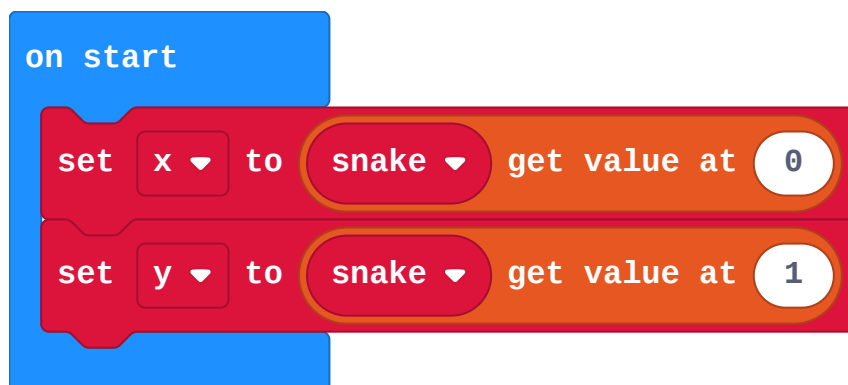 on start
set x to snake get value at 0
set y to snake get value at 1